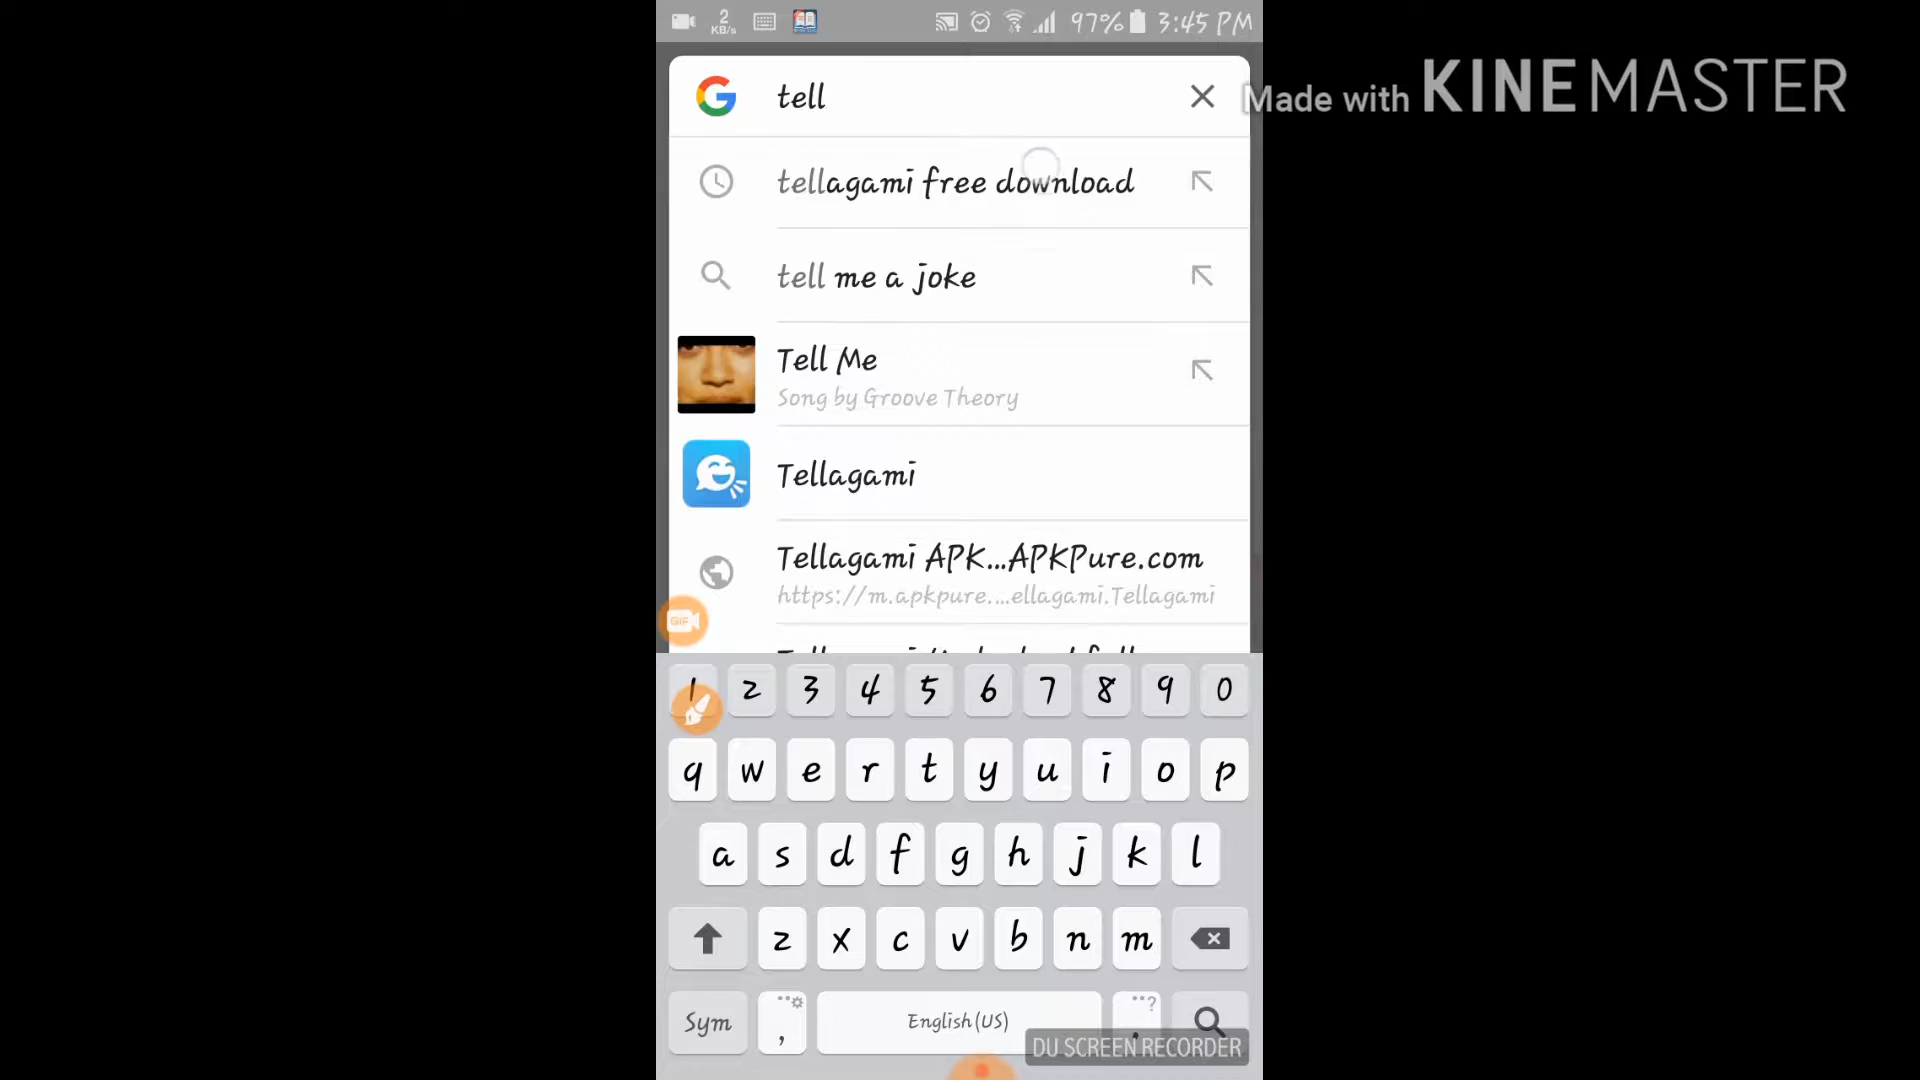 2
KB/s
97%
3:45 PM
Made with KINEMASTER
tell
tellagami free download
tell me a joke
Tell Me
Song by Groove Theory
Tellagami
Tellagami APK...APKPure.com
https://m.apkpure....ellagami.Tellagami
GIF
1 2 3 4 5 6 7 8 9 0
q w e r t y u i o p
a s d f g h j k l
z x c v b n m
Sym , English(US) .
DU SCREEN RECORDER